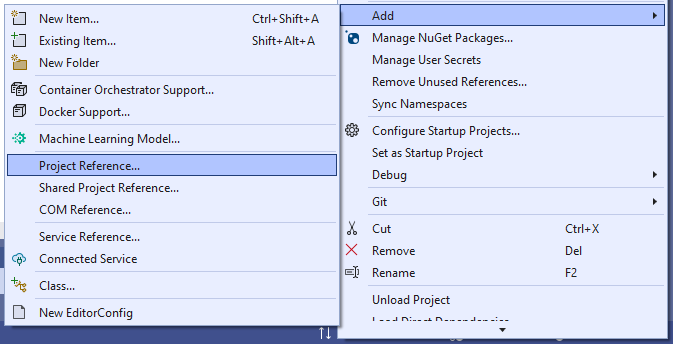 New Item... Ctrl+Shift+A
Existing Item... Shift+Alt+A
New Folder
Container Orchestrator Support...
Docker Support...
Machine Learning Model...
Project Reference...
Shared Project Reference...
COM Reference...
Service Reference...
Connected Service
Class...
New EditorConfig
Add
Manage NuGet Packages...
Manage User Secrets
Remove Unused References...
Sync Namespaces
Configure Startup Projects...
Set as Startup Project
Debug
Git
Cut Ctrl+X
Remove Del
Rename F2
Unload Project
Load Direct Dependencies